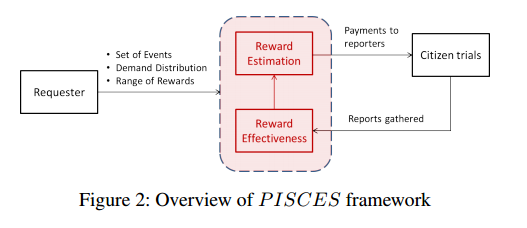 Requester
• Set of Events
• Demand Distribution
• Range of Rewards
Reward
Estimation
Reward
Effectiveness
Payments to
reporters
Citizen trials
Reports gathered
Figure 2: Overview of PISCES framework